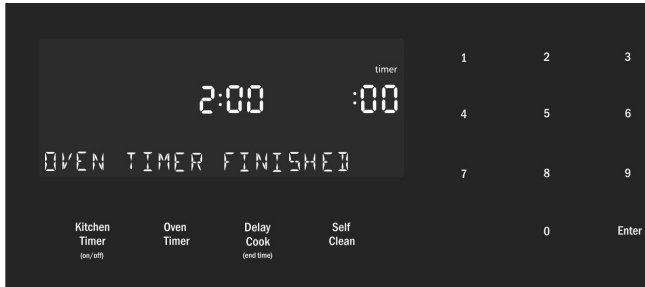 timer
2:00 :00
OVEN TIMER FINISHED
Kitchen Timer (on/off)
Oven Timer
Delay Cook (end time)
Self Clean
1 2 3
4 5 6
7 8 9
0 Enter